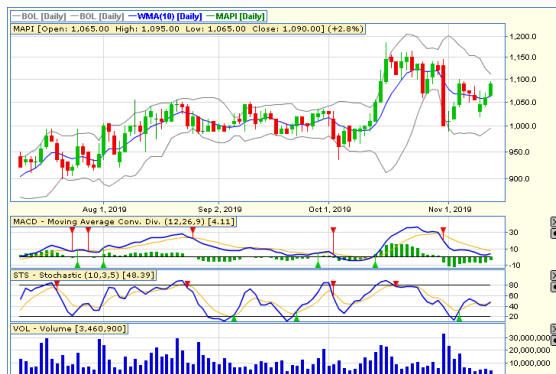 BOL [Daily] BOL [Daily] WMA(10) [Daily] MAPI [Daily]
MAPI [Open: 1,065.00 High: 1,095.00 Low: 1,065.00 Close: 1,090.00] (+2.8%)
1,200.0
1,150.0
1,100.0
1,050.0
1,000.0
950.00
900.00
Aug 1, 2019 Sep 2, 2019 Oct 1, 2019 Nov 1, 2019
MACD - Moving Average Conv. Div. (12,26,9) [4.11]
30
10
-10
STS - Stochastic (10,3,5) [48.39]
80
60
40
20
VOL - Volume [3,460,900]
30,000,000
20,000,000
10,000,000